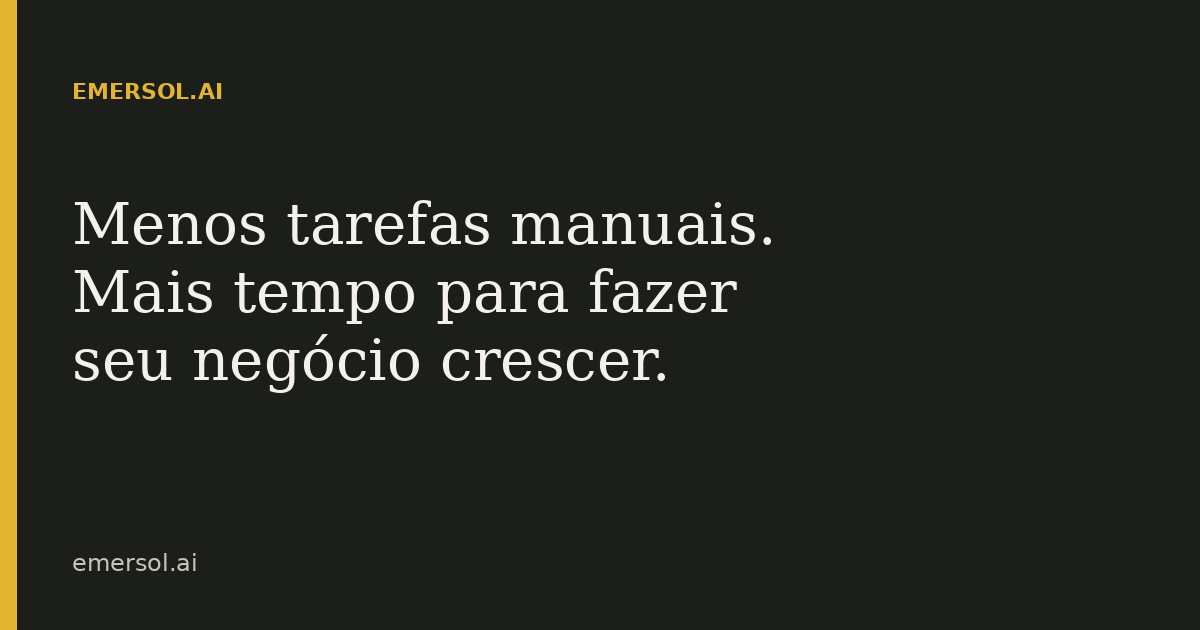 EMERSOL.AI
Menos tarefas manuais.
Mais tempo para fazer
seu negócio crescer.
emersol.ai